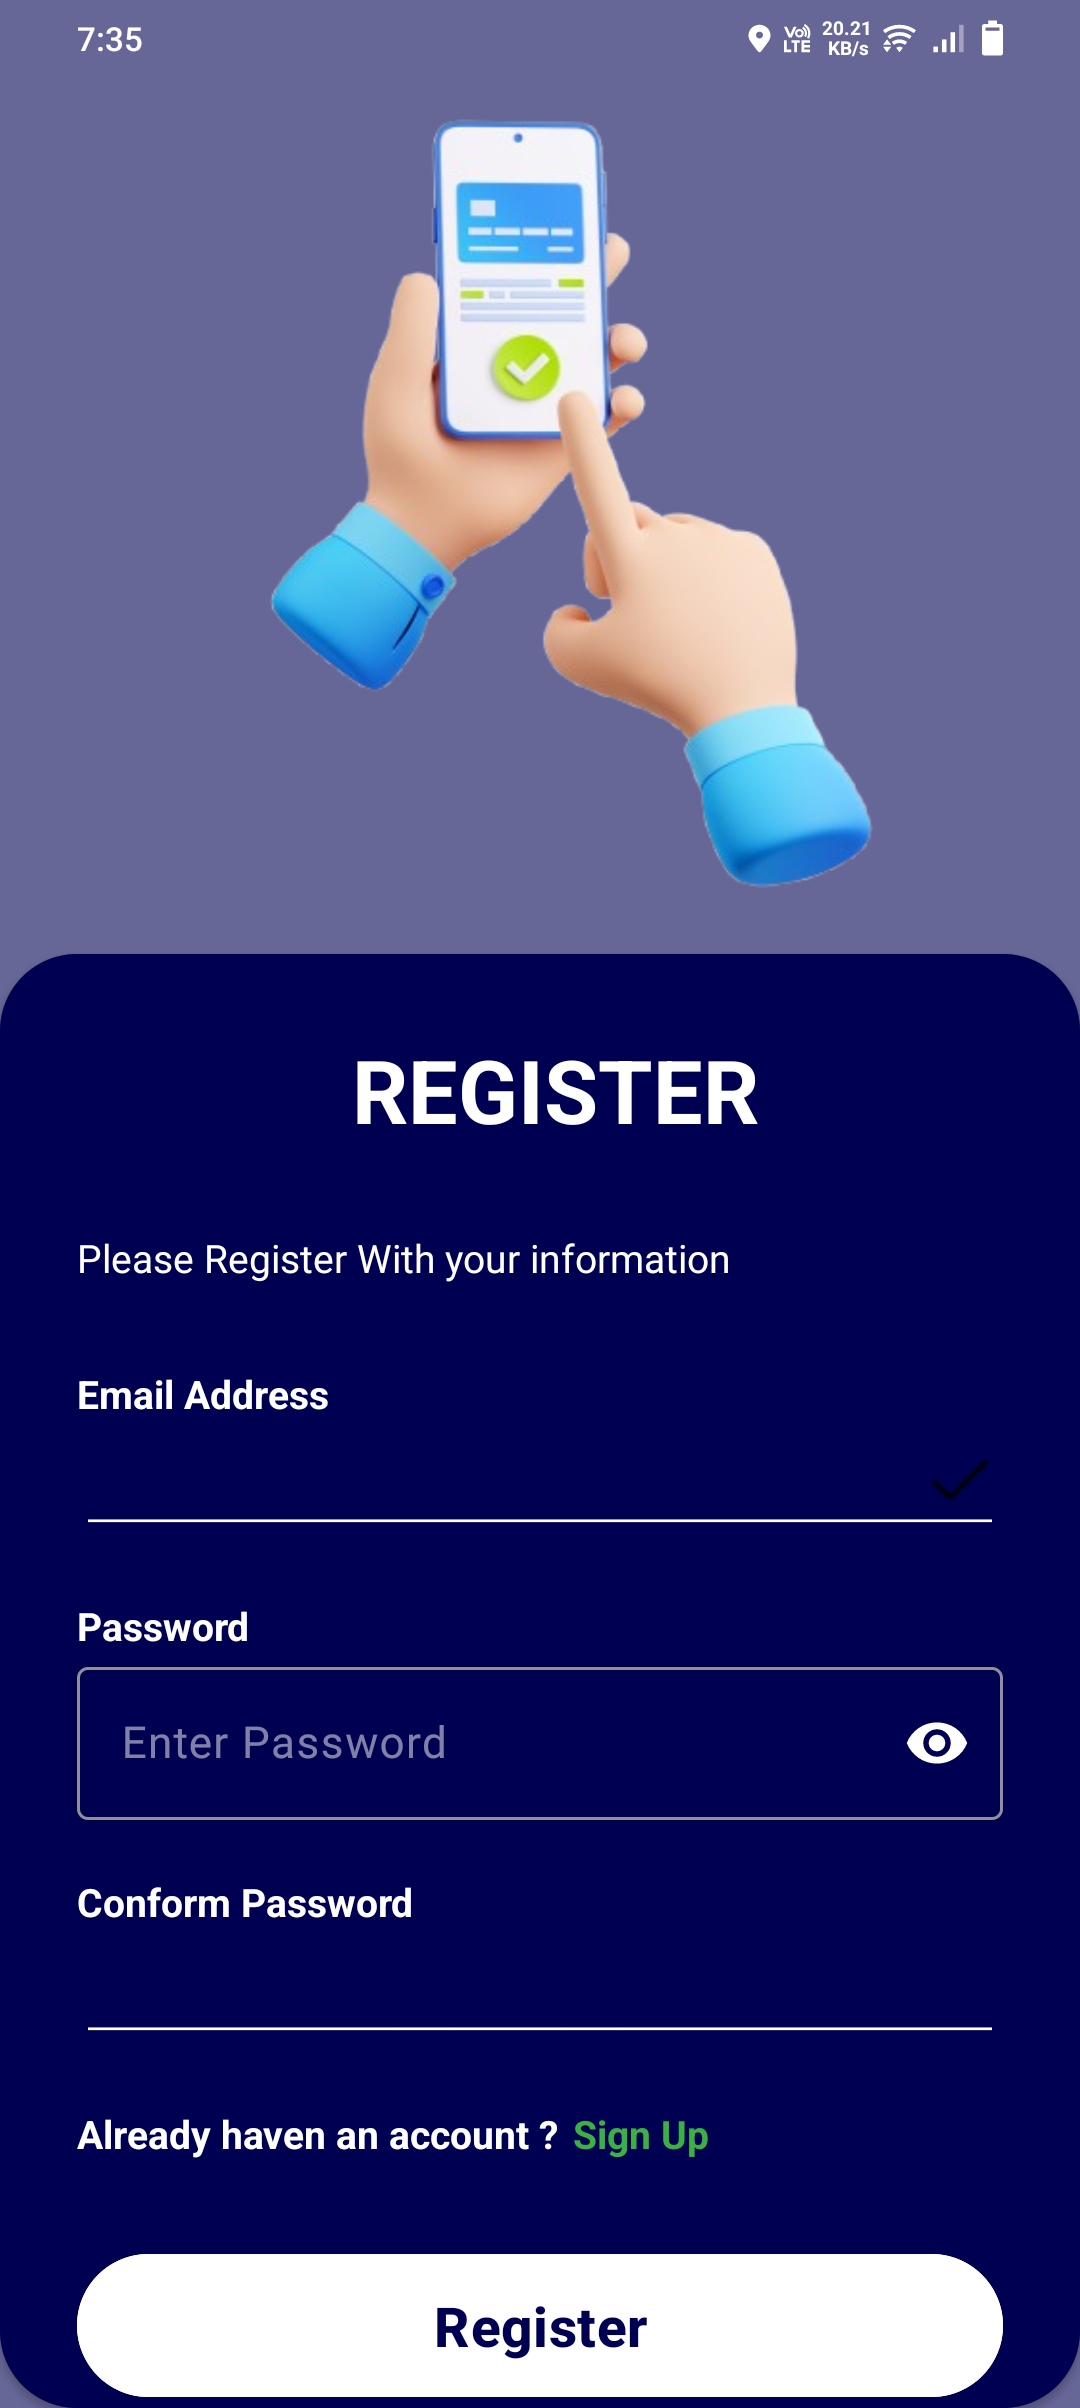 7:35
Vo) LTE 20.21 KB/s
REGISTER
Please Register With your information
Email Address
Password
Enter Password
Conform Password
Already haven an account ? Sign Up
Register